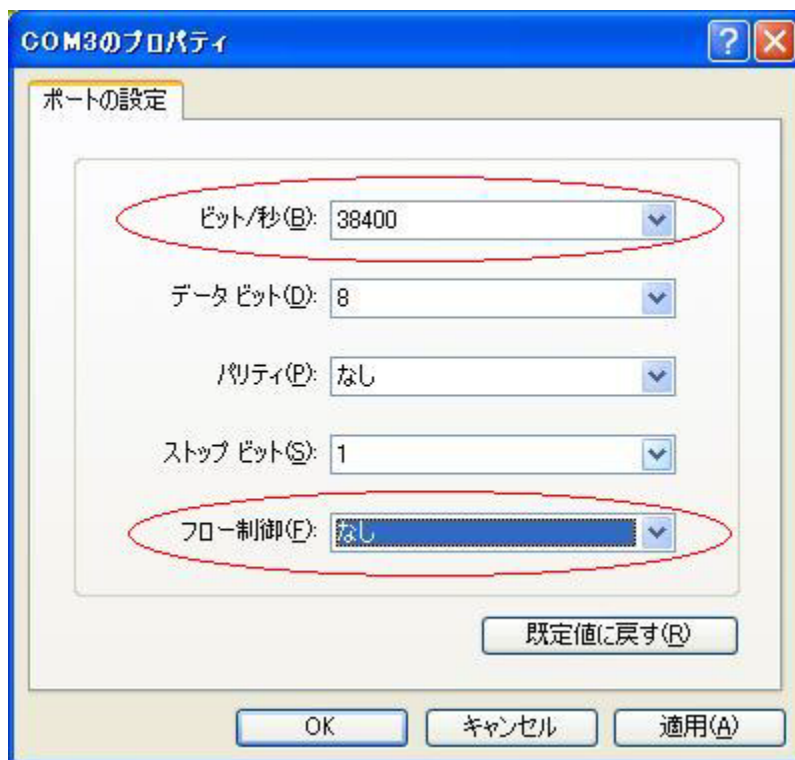 COM3のプロパティ
ポートの設定
ビット/秒(B): 38400
データ ビット(D): 8
パリティ(P): なし
ストップ ビット(S): 1
フロー制御(F): なし
既定値に戻す(R)
OK キャンセル 適用(A)